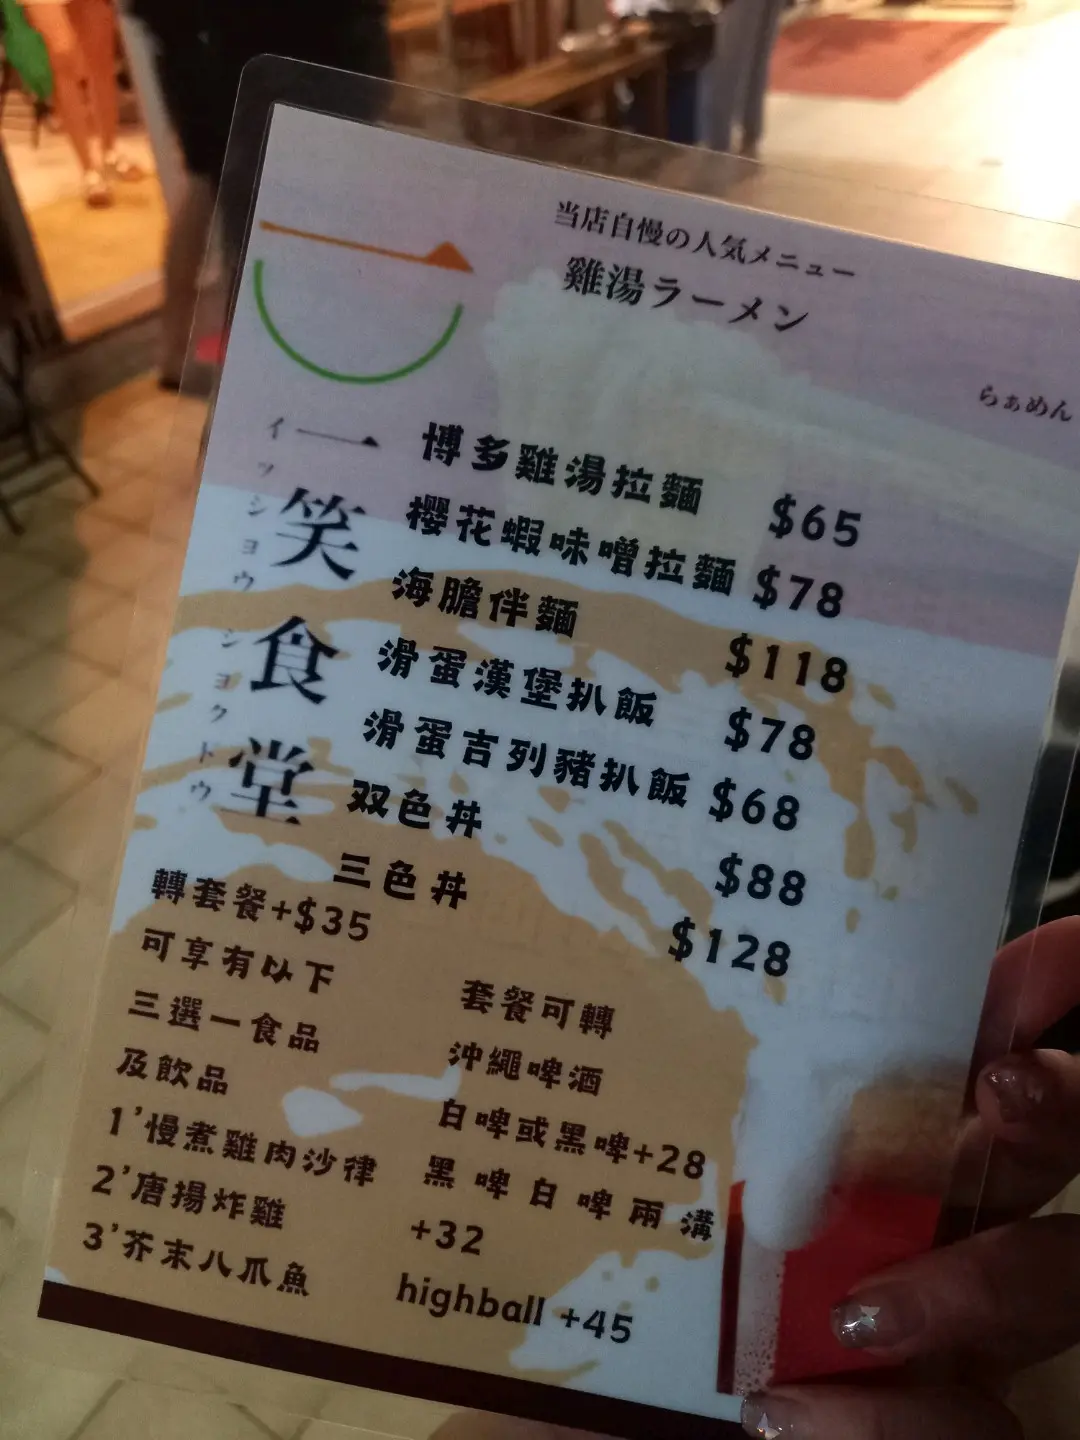 当店自慢の人気メニュー
雞湯ラーメン
らぁめん
一笑食堂
イッショウショクドウ
博多雞湯拉麵 $65
櫻花蝦味噌拉麵 $78
海膽伴麵 $118
滑蛋漢堡扒飯 $78
滑蛋吉列豬扒飯 $68
双色丼 $88
三色丼 $128
轉套餐+$35
可享有以下
三選一食品
及飲品
1'慢煮雞肉沙律
2'唐揚炸雞
3'芥末八爪魚
套餐可轉
沖繩啤酒
白啤或黑啤+28
黑啤白啤兩溝
+32
highball +45